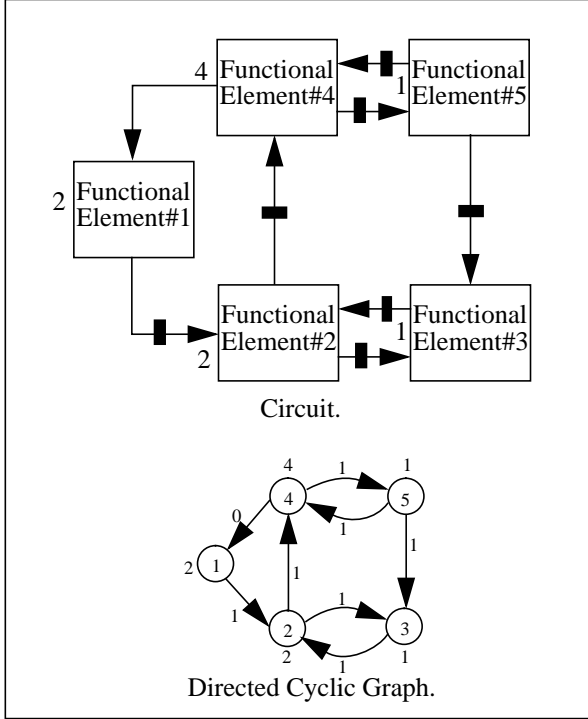 4
Functional
Element#4
1
Functional
Element#5
2
Functional
Element#1
2
Functional
Element#2
1
Functional
Element#3
Circuit.
4
1
1
4
5
0
1
2
1
1
1
1
1
2
3
2
1
1
Directed Cyclic Graph.